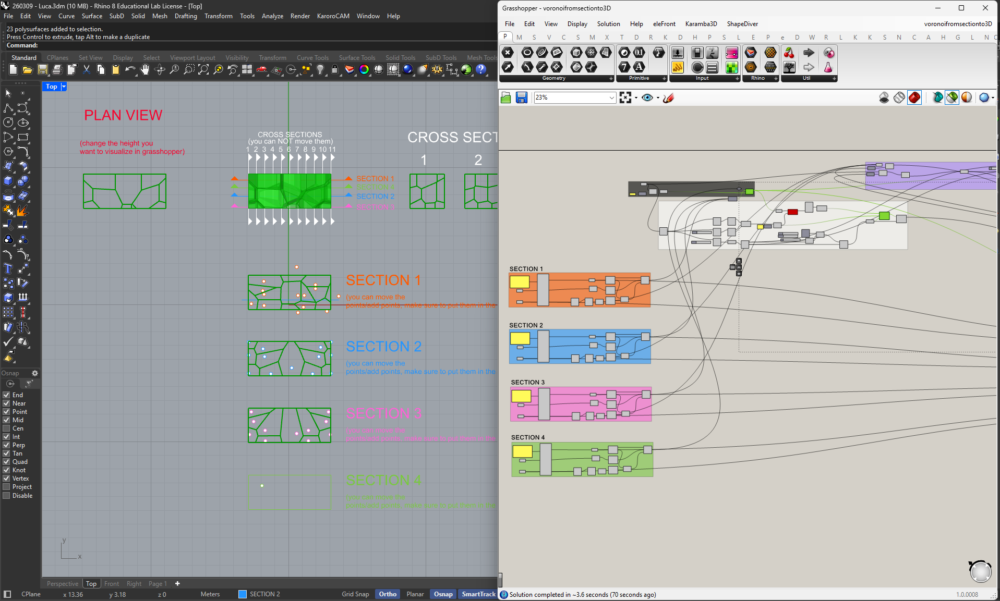 260309 - Luca.3dm (10 MB) - Rhino 8 Educational Lab License - [Top]
File Edit View Curve Surface SubD Solid Mesh Drafting Transform Tools Analyze Render KaroroCAM Window Help
23 polysurfaces added to selection.
Press Control to extrude, tap Alt to make a duplicate
Command:
Standard CPlanes Set View Display Select Viewport Layout Visibility Transform Curve Tools Surface Tools Solid Tools SubD Tools Mesh Tools
Top
PLAN VIEW
(change the height you
want to visualize in grasshopper)
CROSS SECTIONS
(you can NOT move them)
1 2 3 4 5 6 7 8 9 10 11
SECTION 1
SECTION 4
SECTION 2
SECTION 3
CROSS SECT
1 2
SECTION 1
(you can move the
points/add points, make sure to put them in the
SECTION 2
(you can move the
points/add points, make sure to put them in the
SECTION 3
(you can move the
points/add points, make sure to put them in the
SECTION 4
(you can move the
points/add points, make sure to put them in the
y
x
Osnap
End
Near
Point
Mid
Cen
Int
Perp
Tan
Quad
Knot
Vertex
Project
Disable
Perspective Top Front Right Page 1
CPlane x 13.36 y 3.18 z 0 Meters SECTION 2 Grid Snap Ortho Planar Osnap SmartTrack
Grasshopper - voronoifromsectionto3D
File Edit View Display Solution Help eleFront Karamba3D ShapeDiver voronoifromsectionto3D
P M S V C S M X T D R K D H P S L E P e D W R L K K S N C A H G L N
Geometry Primitive Input Rhino Util
23%
SECTION 1
SECTION 2
SECTION 3
SECTION 4
Solution completed in ~3.6 seconds (70 seconds ago)
1.0.0008